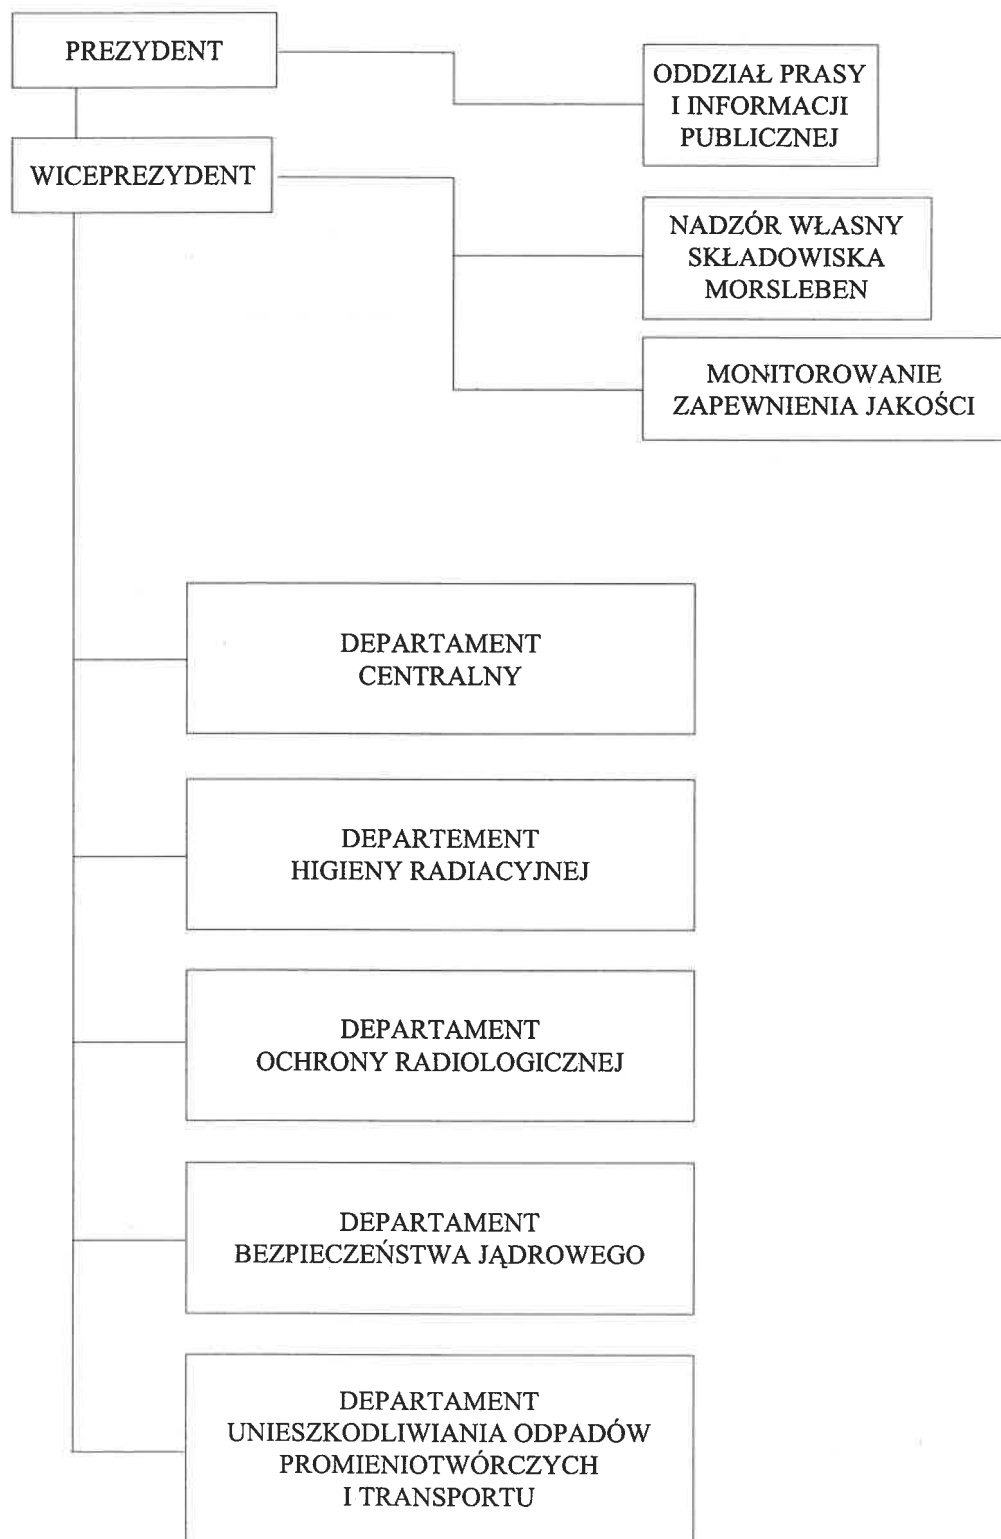 PREZYDENT
ODDZIAŁ PRASY
I INFORMACJI
PUBLICZNEJ
WICEPREZYDENT
NADZÓR WŁASNY
SKŁADOWISKA
MORSLEBEN
MONITOROWANIE
ZAPEWNIENIA JAKOŚCI
DEPARTAMENT
CENTRALNY
DEPARTEMENT
HIGIENY RADIACYJNEJ
DEPARTAMENT
OCHRONY RADIOLOGICZNEJ
DEPARTAMENT
BEZPIECZEŃSTWA JĄDROWEGO
DEPARTAMENT
UNIESZKODLIWIANIA ODPADÓW
PROMIENIOTWÓRCZYCH
I TRANSPORTU